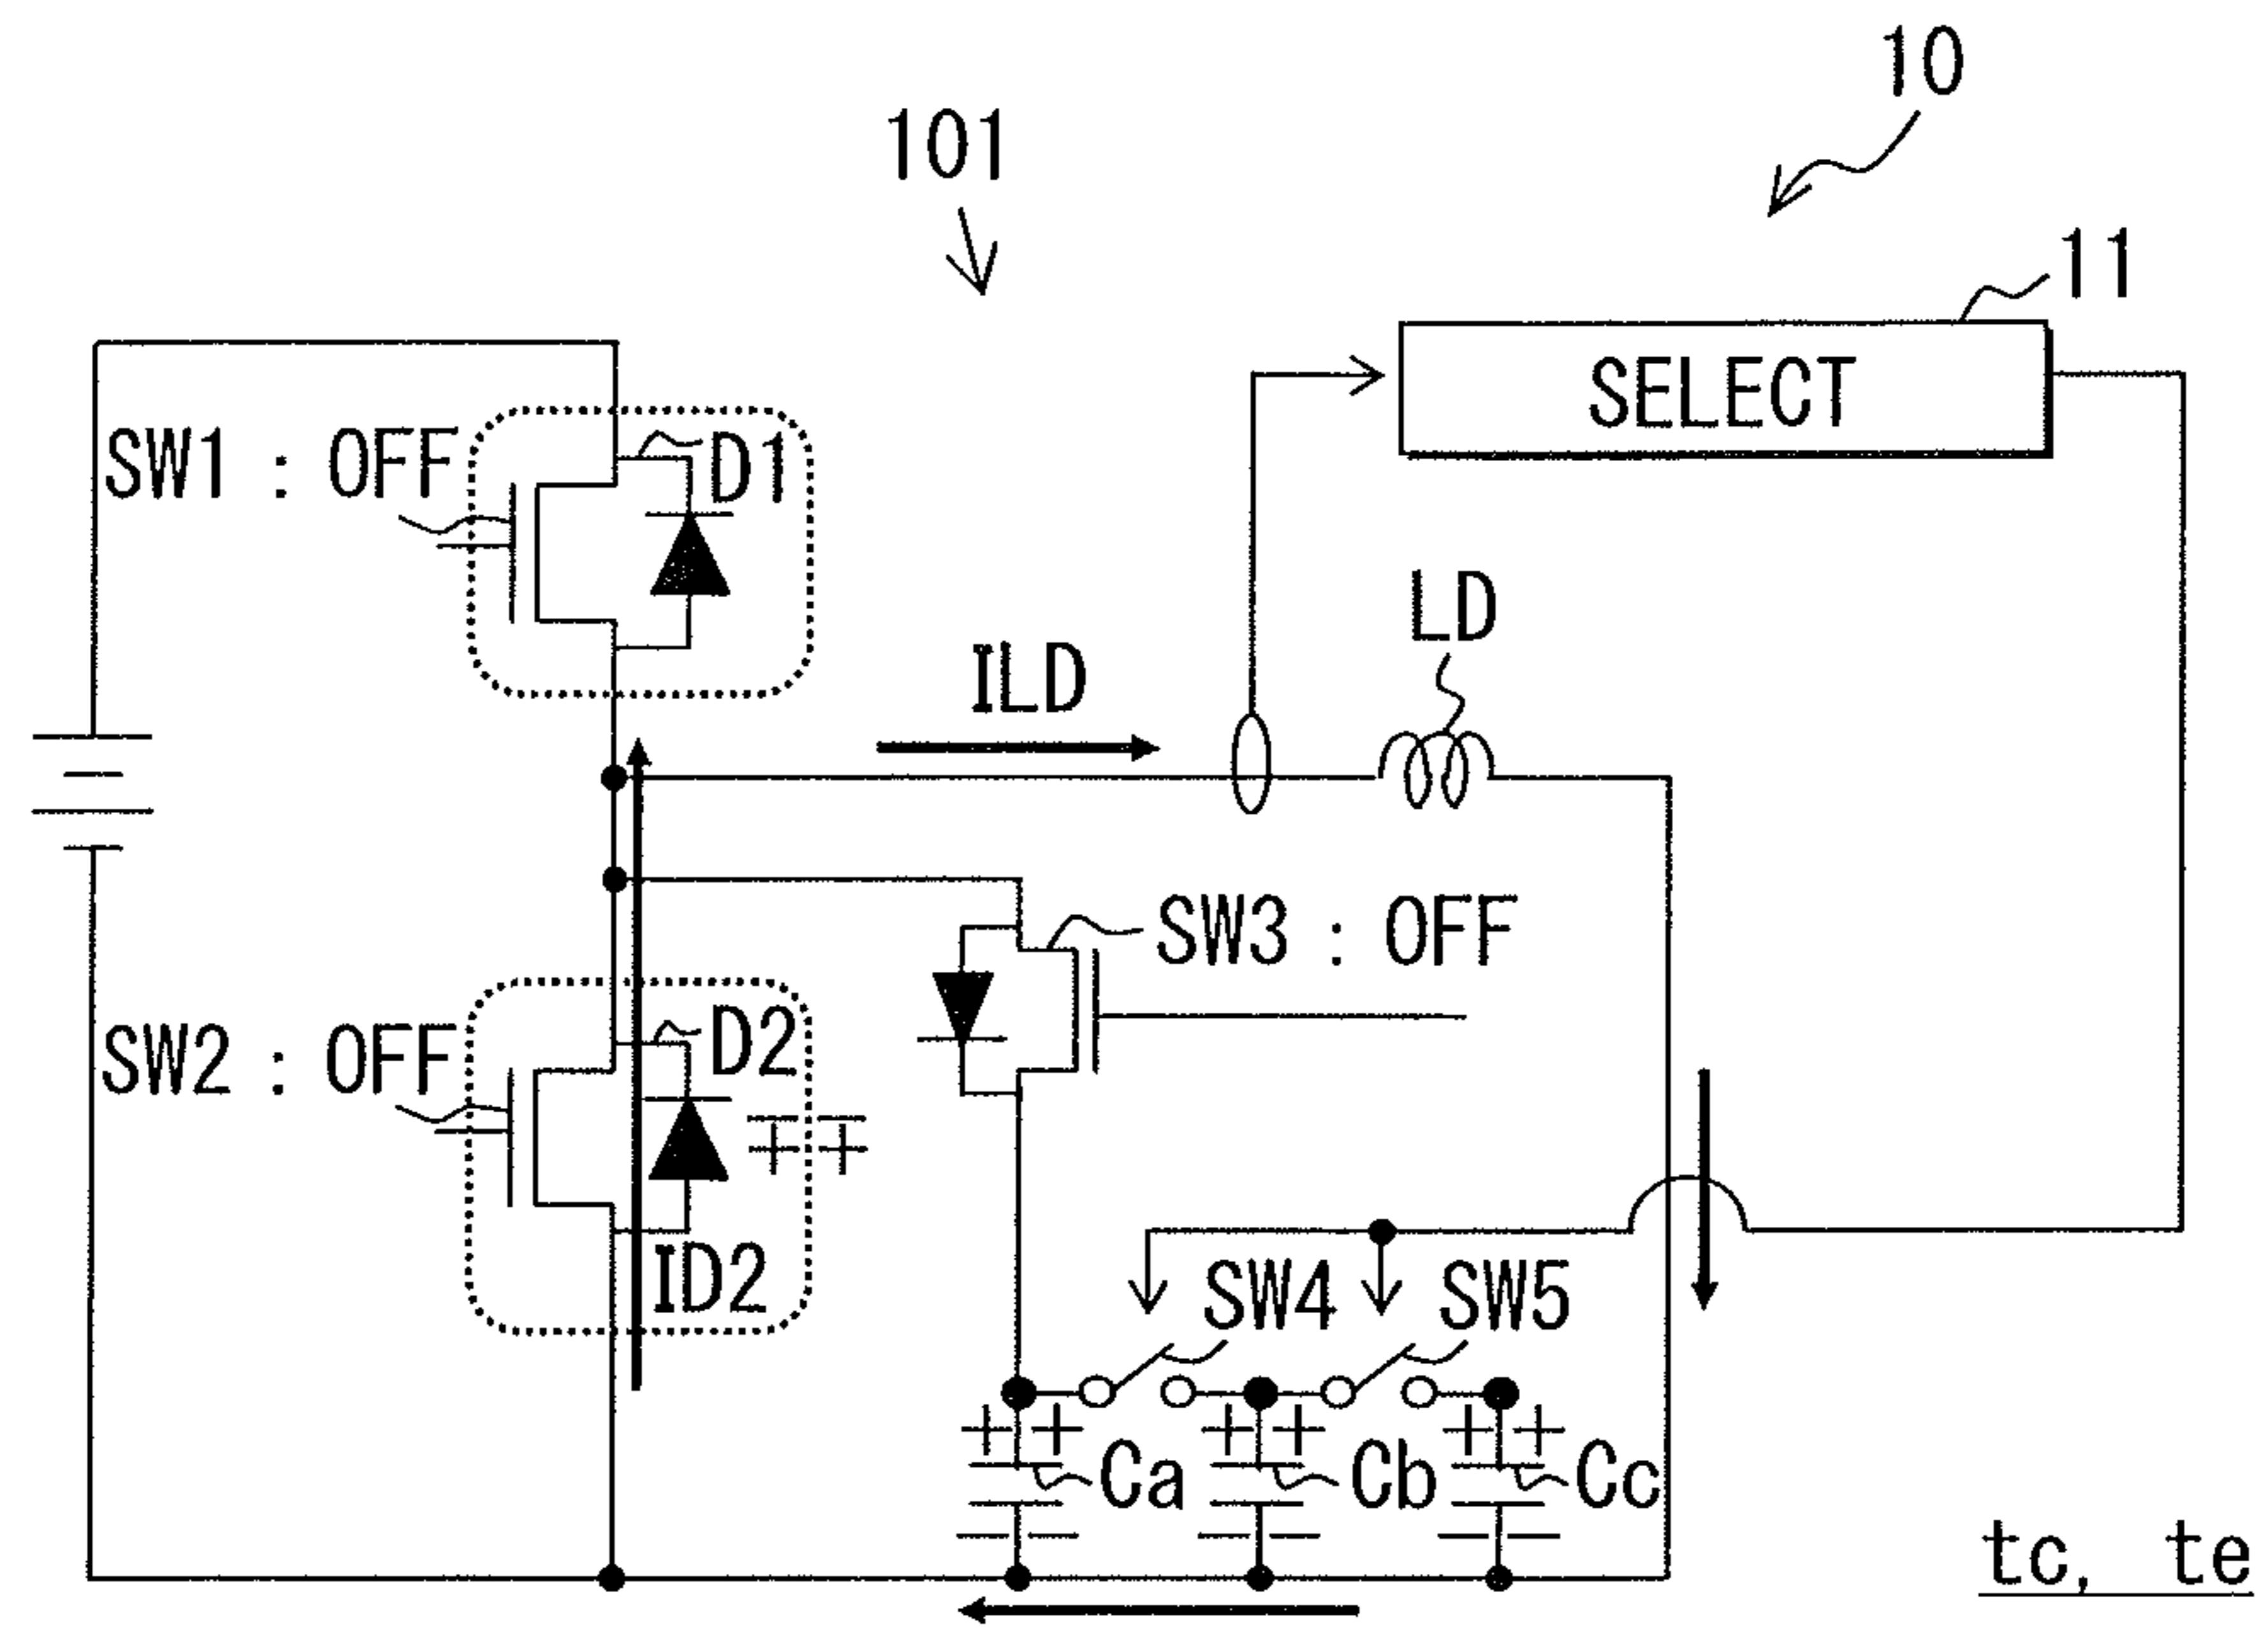 10
101
11
SELECT
SW1 : OFF
D1
LD
ILD
SW3 : OFF
D2
SW2 : OFF
∓ ∓
ID2
SW4
SW5
+ +
+ +
+ +
Ca
Cb
Cc
− −
− −
− −
tc, te